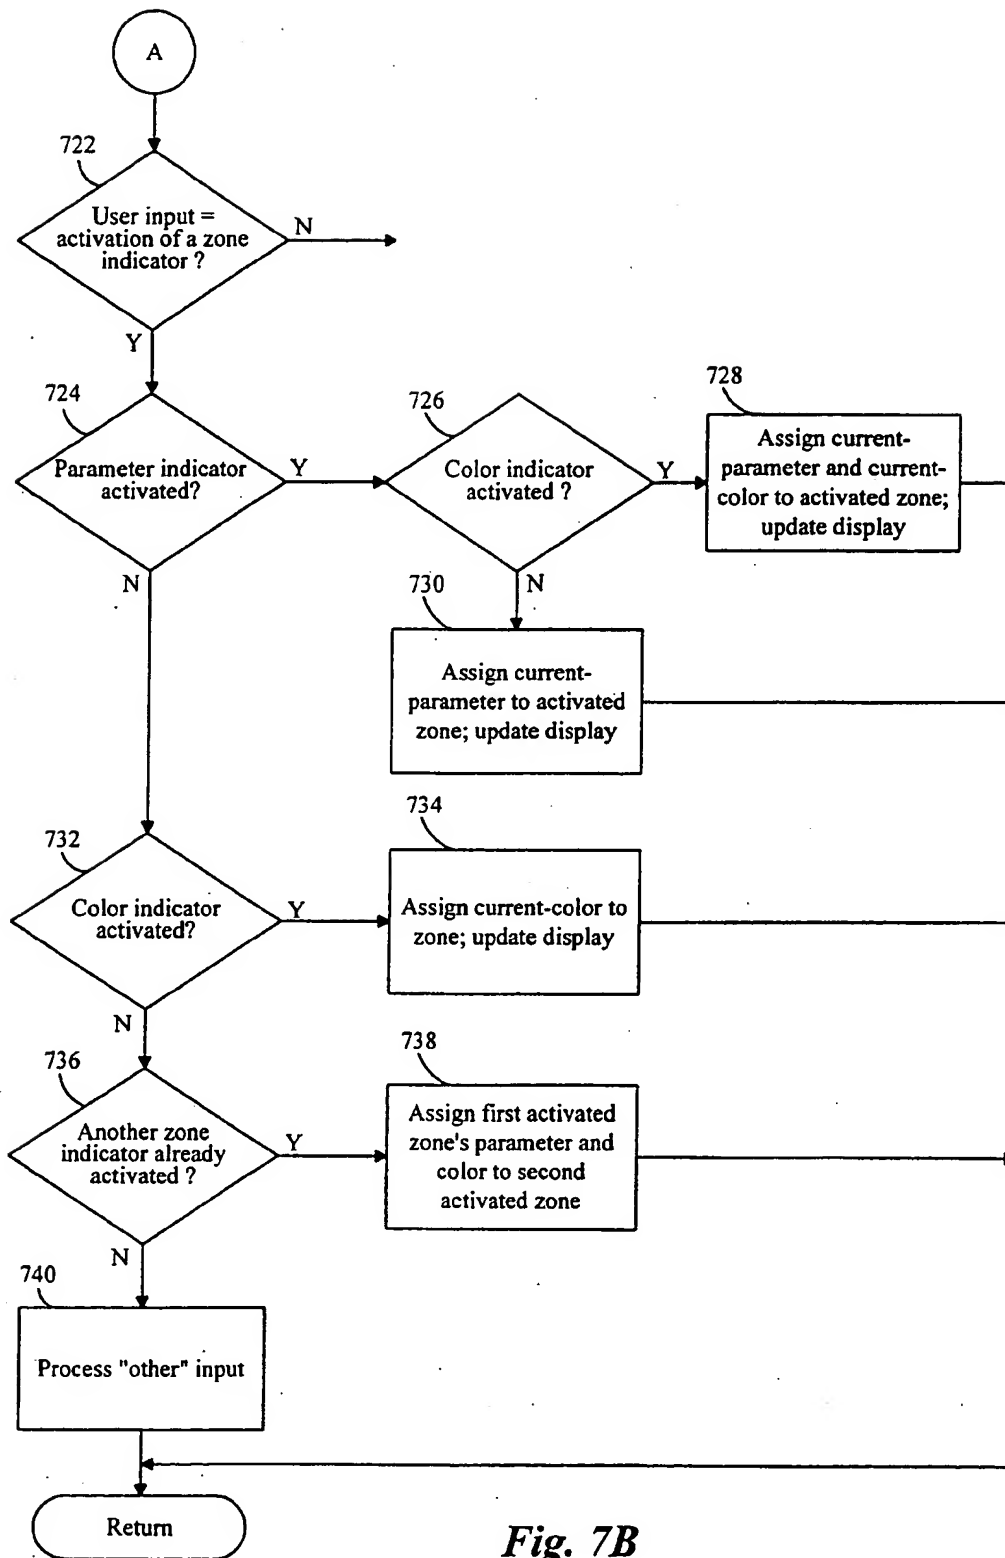 A
722
User input =
activation of a zone
indicator ?
N
Y
724
Parameter indicator
activated?
Y
N
726
Color indicator
activated ?
Y
N
728
Assign current-
parameter and current-
color to activated zone;
update display
730
Assign current-
parameter to activated
zone; update display
732
Color indicator
activated?
Y
N
734
Assign current-color to
zone; update display
736
Another zone
indicator already
activated ?
Y
N
738
Assign first activated
zone's parameter and
color to second
activated zone
740
Process "other" input
Return
Fig. 7B